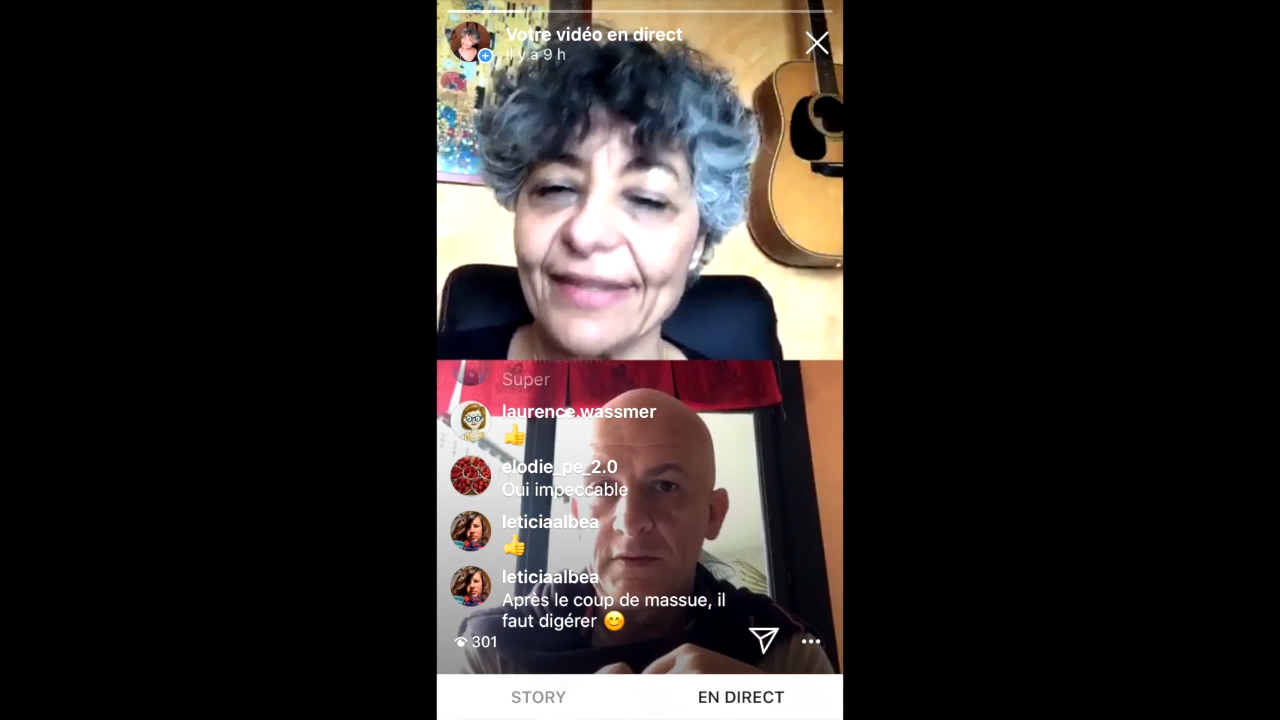 Votre vidéo en direct
Il y a 9 h
Super
laurence.wassmer
👍
elodie_pe_2.0
Oui impeccable
leticiaalbea
👍
leticiaalbea
Après le coup de massue, il
faut digérer 😊
301
STORY
EN DIRECT